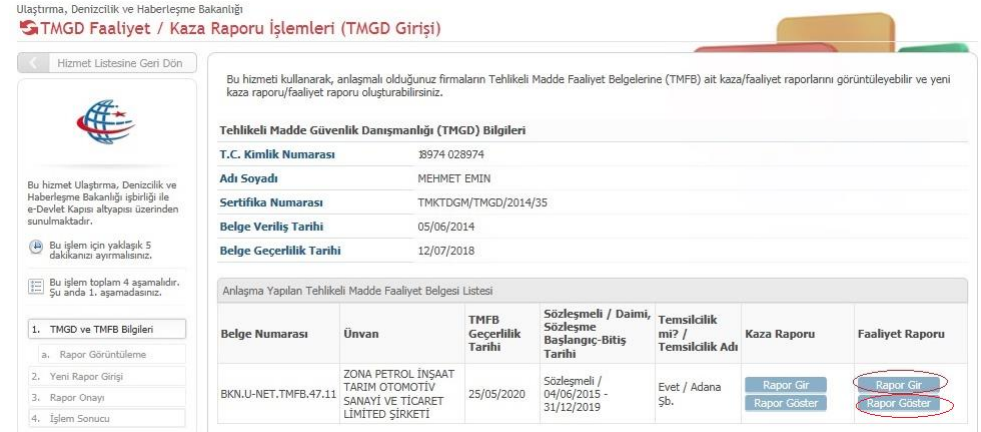 Ulaştırma, Denizcilik ve Haberleşme Bakanlığı
TMGD Faaliyet / Kaza Raporu İşlemleri (TMGD Girişi)
Hizmet Listesine Geri Dön
Bu hizmet Ulaştırma, Denizcilik ve
Haberleşme Bakanlığı işbirliği ile
e-Devlet Kapısı altyapısı üzerinden
sunulmaktadır.
Bu işlem için yaklaşık 5
dakikanızı ayırmalısınız.
Bu işlem toplam 4 aşamalıdır.
Şu anda 1. aşamadasınız.
1. TMGD ve TMFB Bilgileri
a. Rapor Görüntüleme
2. Yeni Rapor Girişi
3. Rapor Onayı
4. İşlem Sonucu
Bu hizmeti kullanarak, anlaşmalı olduğunuz firmaların Tehlikeli Madde Faaliyet Belgelerine (TMFB) ait kaza/faaliyet raporlarını görüntüleyebilir ve yeni
kaza raporu/faaliyet raporu oluşturabilirsiniz.
Tehlikeli Madde Güvenlik Danışmanlığı (TMGD) Bilgileri
T.C. Kimlik Numarası 18974 028974
Adı Soyadı MEHMET EMIN
Sertifika Numarası TMKTDGM/TMGD/2014/35
Belge Veriliş Tarihi 05/06/2014
Belge Geçerlilik Tarihi 12/07/2018
Anlaşma Yapılan Tehlikeli Madde Faaliyet Belgesi Listesi
Belge Numarası
Ünvan
TMFB
Geçerlilik
Tarihi
Sözleşmeli / Daimi,
Sözleşme
Başlangıç-Bitiş
Tarihi
Temsilcilik
mi? /
Temsilcilik Adı
Kaza Raporu
Faaliyet Raporu
BKN.U-NET.TMFB.47.11
ZONA PETROL İNŞAAT
TARIM OTOMOTİV
SANAYİ VE TİCARET
LİMİTED ŞİRKETİ
25/05/2020
Sözleşmeli /
04/06/2015 -
31/12/2019
Evet / Adana
Şb.
Rapor Gir
Rapor Göster
Rapor Gir
Rapor Göster